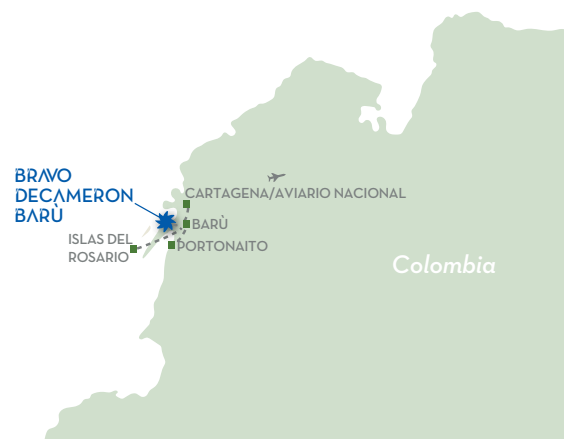 BRAVO
DECAMERON
BARÙ
CARTAGENA/AVIARIO NACIONAL
BARÙ
ISLAS DEL
ROSARIO
PORTONAITO
Colombia